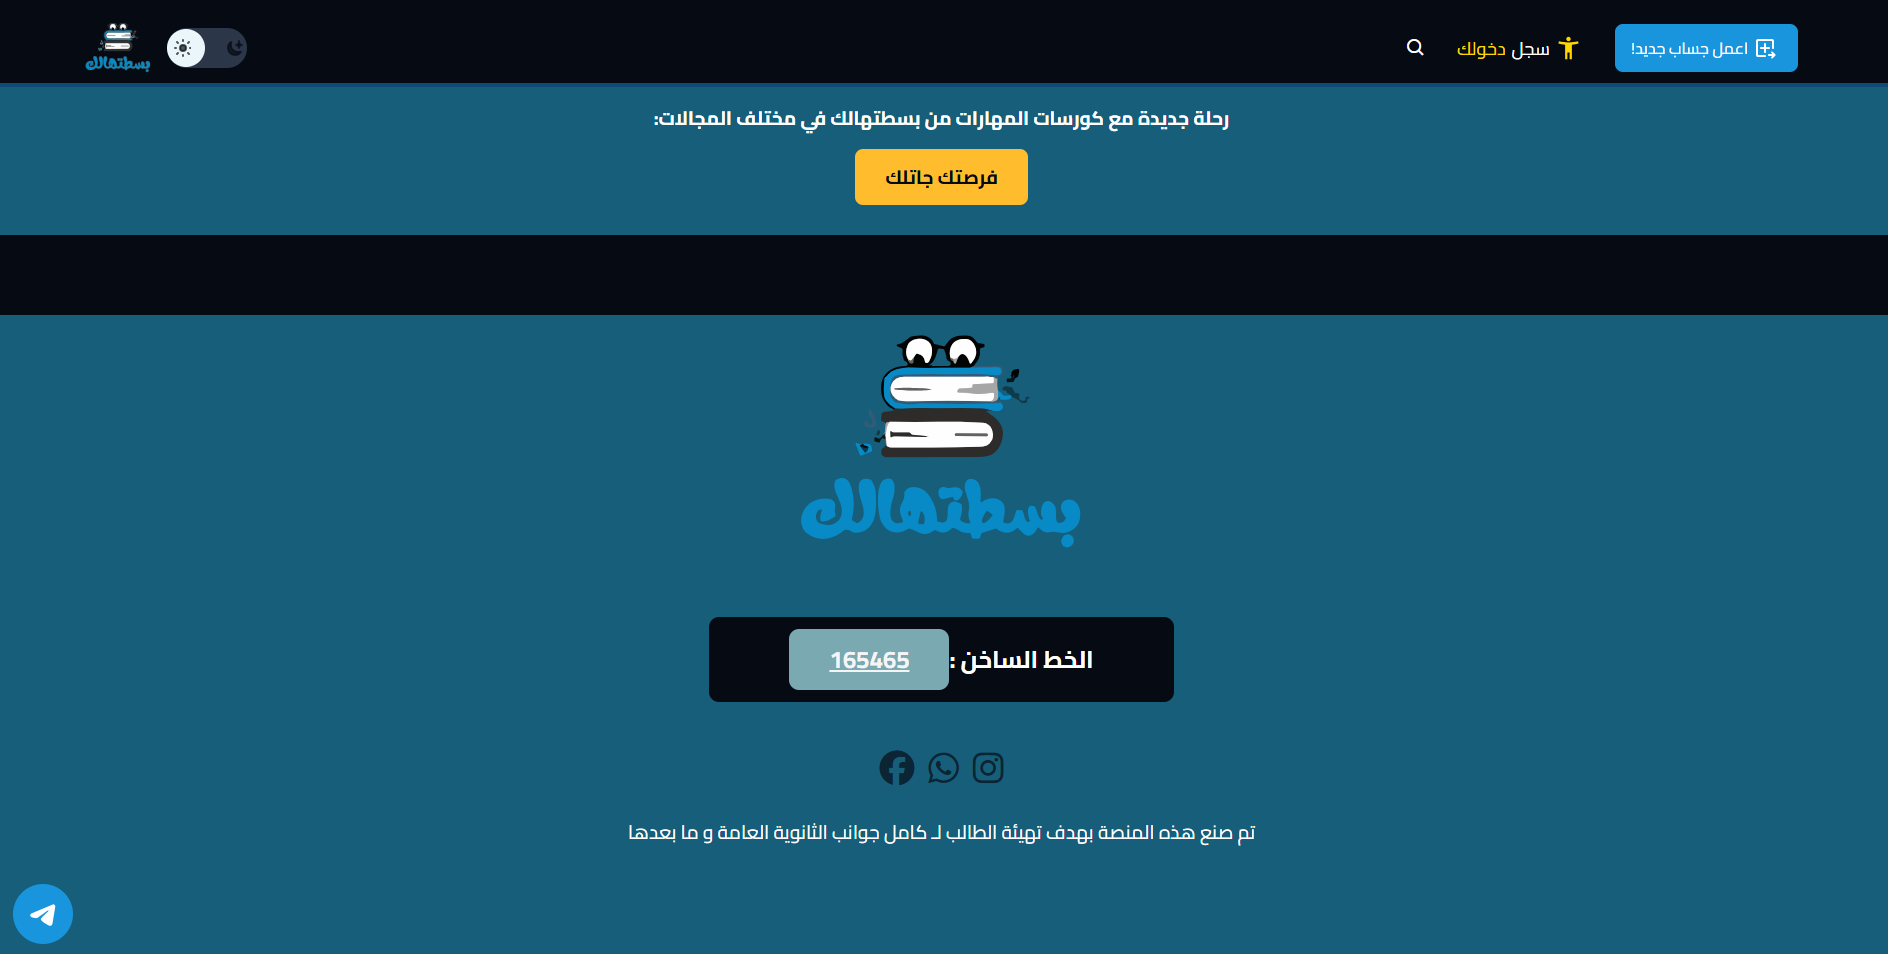 اعمل جساب جديد!
سجل دخولك
بسطتهالك
رحلة جديدة مع كورسات المهارات من بسطتهالك في مختلف المجالات:
فرصتك جاتلك
بسطتهالك
الخط الساخن : 165465
تم صنع هذه المنصة بهدف تهيئة الطالب لـ كامل جوانب الثانوية العامة و ما بعدها